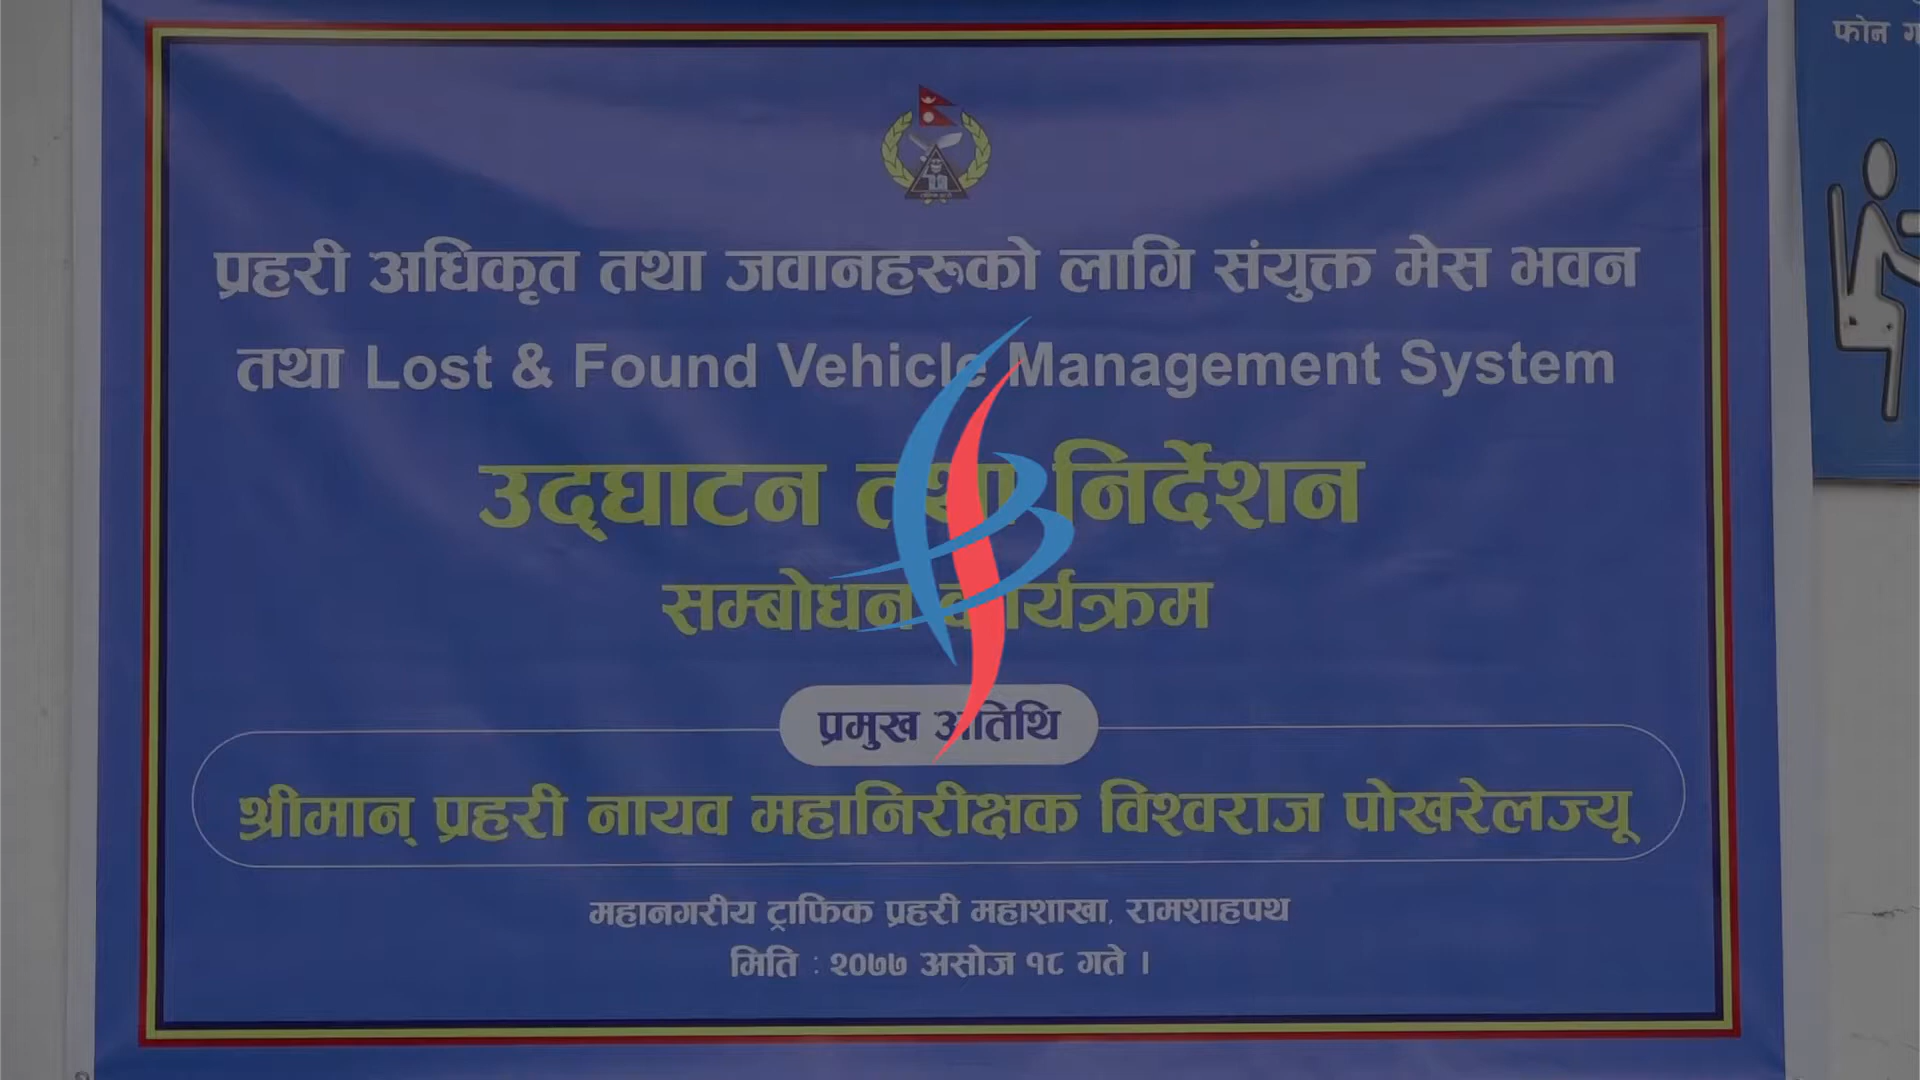 प्रहरी अधिकृत तथा जवानहरुको लागि संयुक्त मेस भवन
तथा Lost & Found Vehicle Management System
उद्घाटन तथा निर्देशन
सम्बोधन कार्यक्रम
प्रमुख अतिथि
श्रीमान् प्रहरी नायव महानिरीक्षक विश्वराज पोखरेलज्यू
महानगरीय ट्राफिक प्रहरी महाशाखा, रामशाहपथ
मिति : २०७७ असोज १८ गते ।
फोन